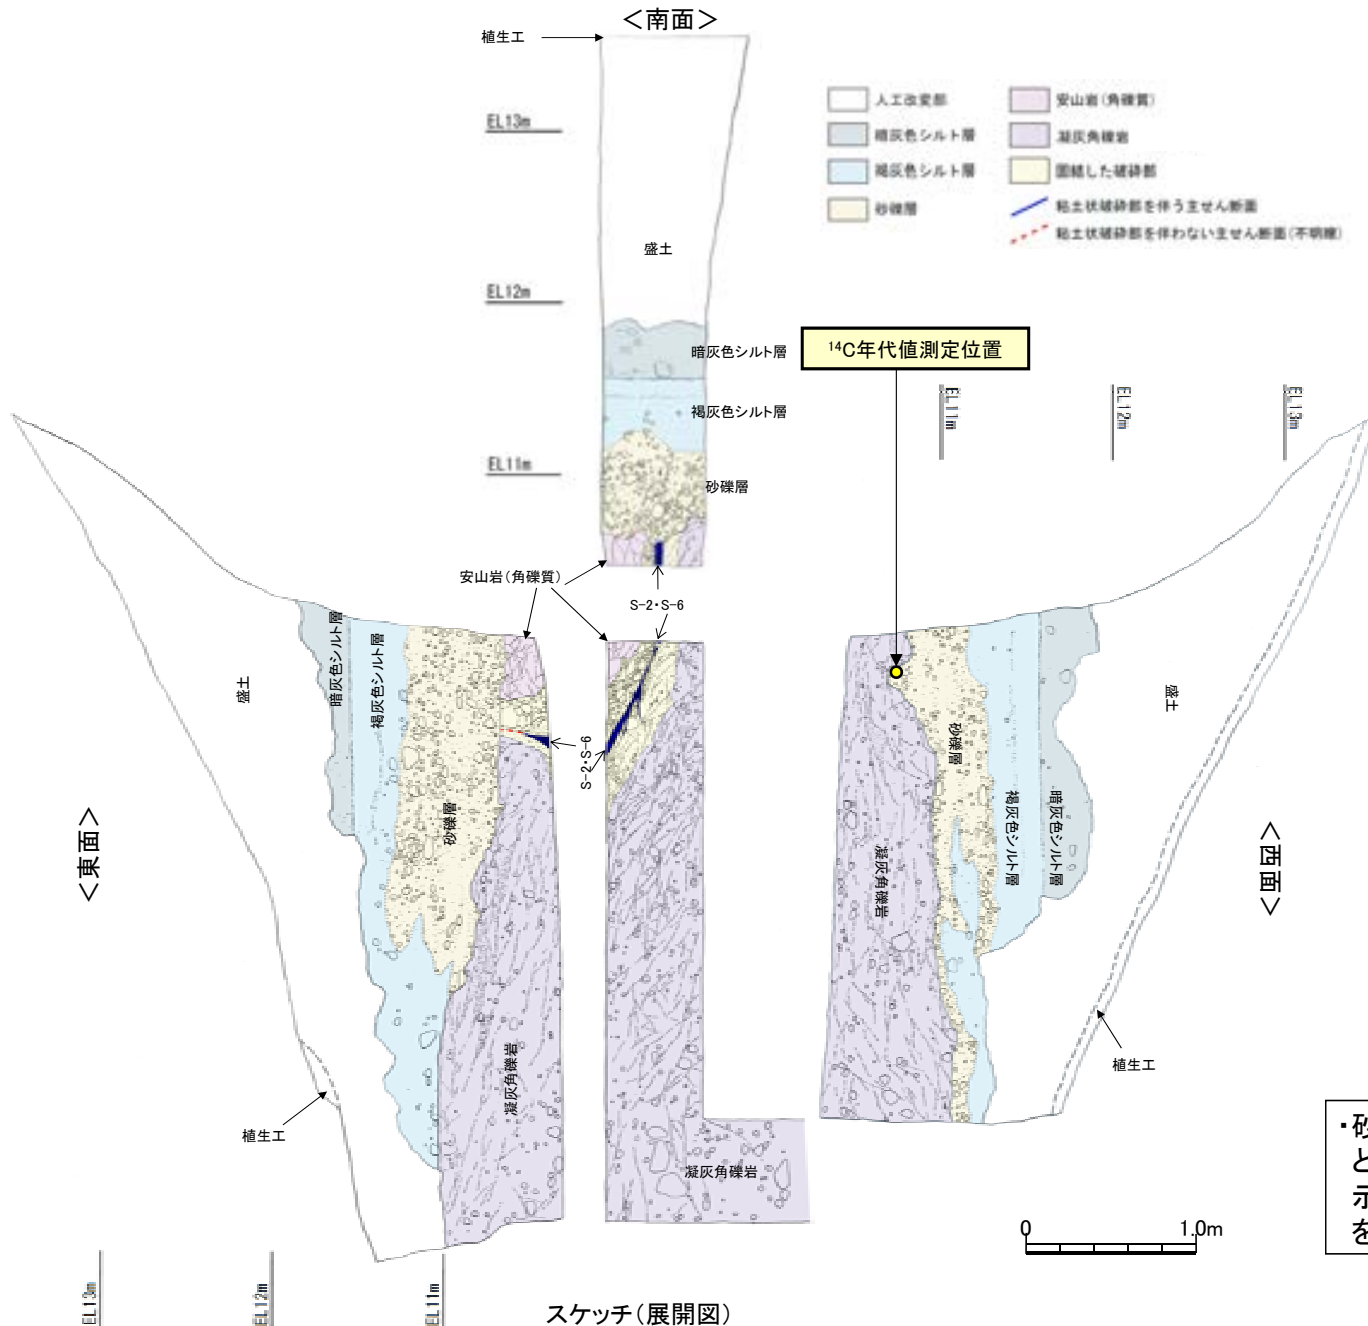 ＜南面＞
植生工
EL13m
盛土
EL12m
暗灰色シルト層
褐灰色シルト層
EL11m
砂礫層
安山岩(角礫質)
S-2・S-6
人工改変部
暗灰色シルト層
褐灰色シルト層
砂礫層
安山岩(角礫質)
凝灰角礫岩
固結した破砕部
粘土状破砕部を伴う主せん断面
粘土状破砕部を伴わない主せん断面(不明瞭)
14C年代値測定位置
EL11m
EL12m
EL13m
＜東面＞
盛土
暗灰色シルト層
褐灰色シルト層
砂礫層
凝灰角礫岩
S-2・S-6
植生工
凝灰角礫岩
凝灰角礫岩
砂礫層
褐灰色シルト層
暗灰色シルト層
盛土
＜西面＞
植生工
・砂
と
示
を
0 1.0m
EL13m
EL12m
EL11m
スケッチ(展開図)